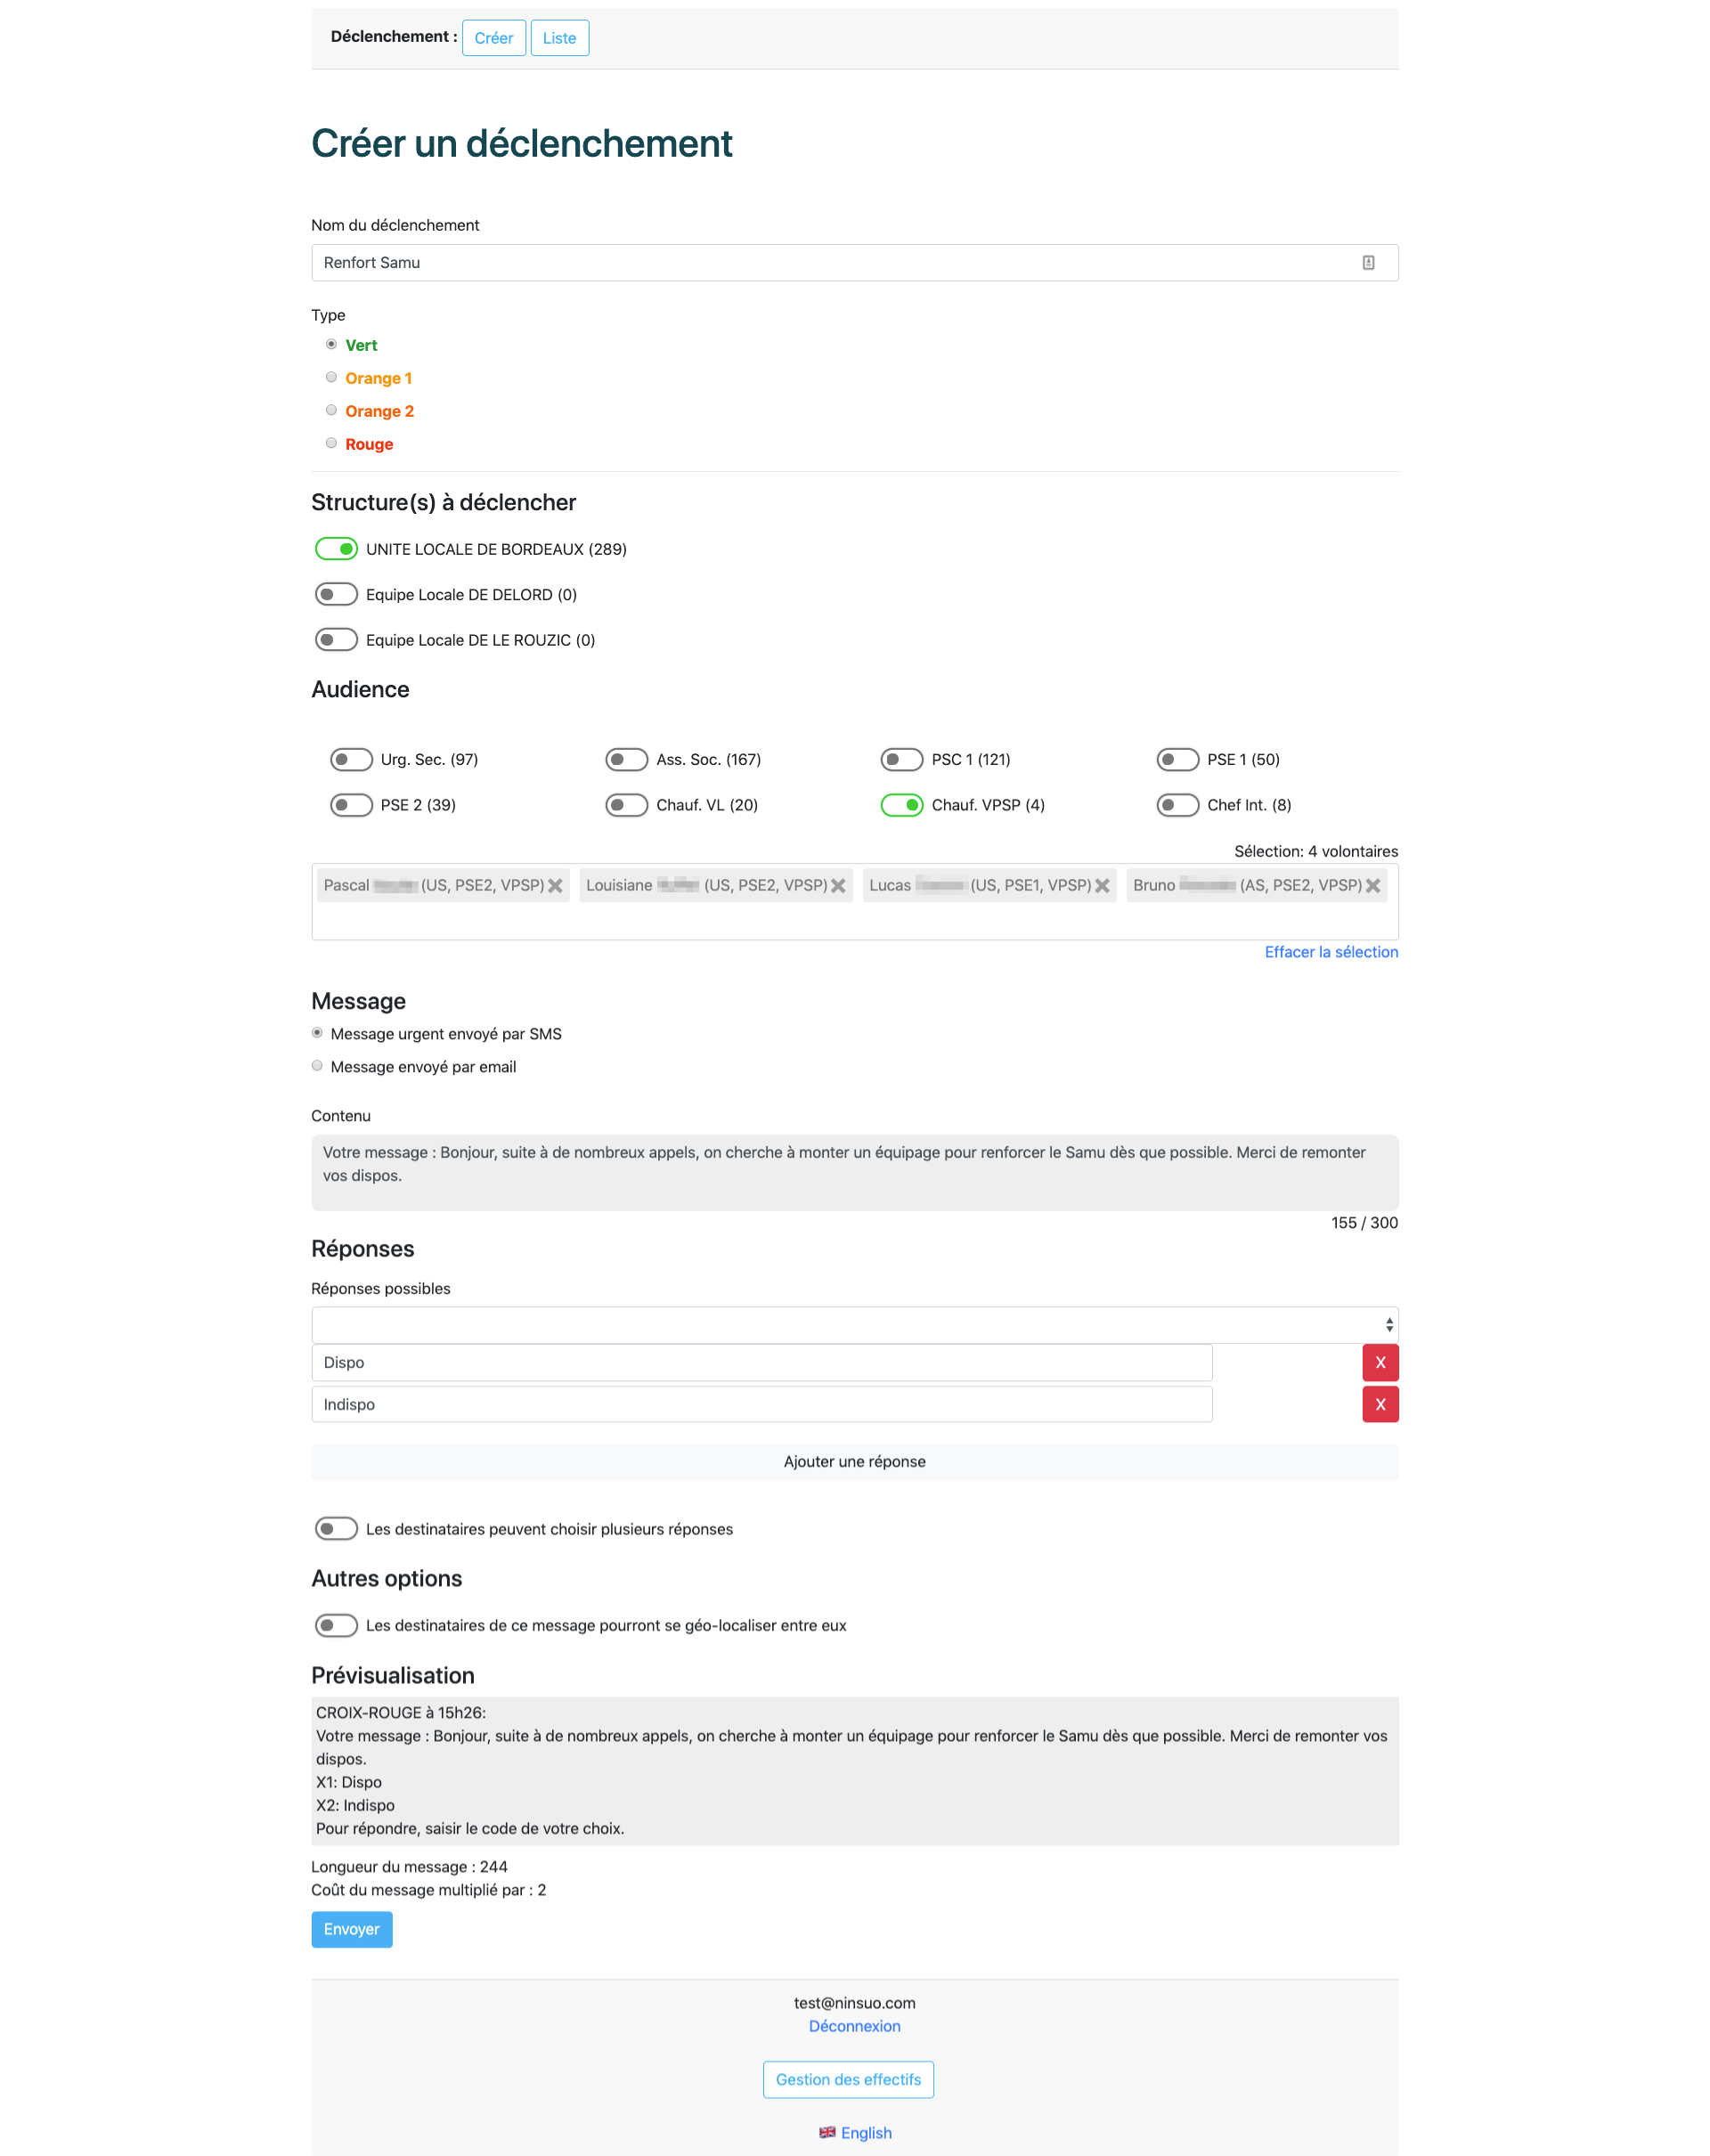 Déclenchement : Créer Liste
Créer un déclenchement
Nom du déclenchement
Renfort Samu
Type
Vert
Orange 1
Orange 2
Rouge
Structure(s) à déclencher
UNITE LOCALE DE BORDEAUX (289)
Equipe Locale DE DELORD (0)
Equipe Locale DE LE ROUZIC (0)
Audience
Urg. Sec. (97) Ass. Soc. (167) PSC 1 (121) PSE 1 (50)
PSE 2 (39) Chauf. VL (20) Chauf. VPSP (4) Chef Int. (8)
Sélection: 4 volontaires
Pascal (US, PSE2, VPSP) Louisiane (US, PSE2, VPSP) Lucas (US, PSE1, VPSP) Bruno (AS, PSE2, VPSP)
Effacer la sélection
Message
Message urgent envoyé par SMS
Message envoyé par email
Contenu
Votre message : Bonjour, suite à de nombreux appels, on cherche à monter un équipage pour renforcer le Samu dès que possible. Merci de remonter
vos dispos.
155 / 300
Réponses
Réponses possibles
Dispo X
Indispo X
Ajouter une réponse
Les destinataires peuvent choisir plusieurs réponses
Autres options
Les destinataires de ce message pourront se géo-localiser entre eux
Prévisualisation
CROIX-ROUGE à 15h26:
Votre message : Bonjour, suite à de nombreux appels, on cherche à monter un équipage pour renforcer le Samu dès que possible. Merci de remonter vos
dispos.
X1: Dispo
X2: Indispo
Pour répondre, saisir le code de votre choix.
Longueur du message : 244
Coût du message multiplié par : 2
Envoyer
test@ninsuo.com
Déconnexion
Gestion des effectifs
English